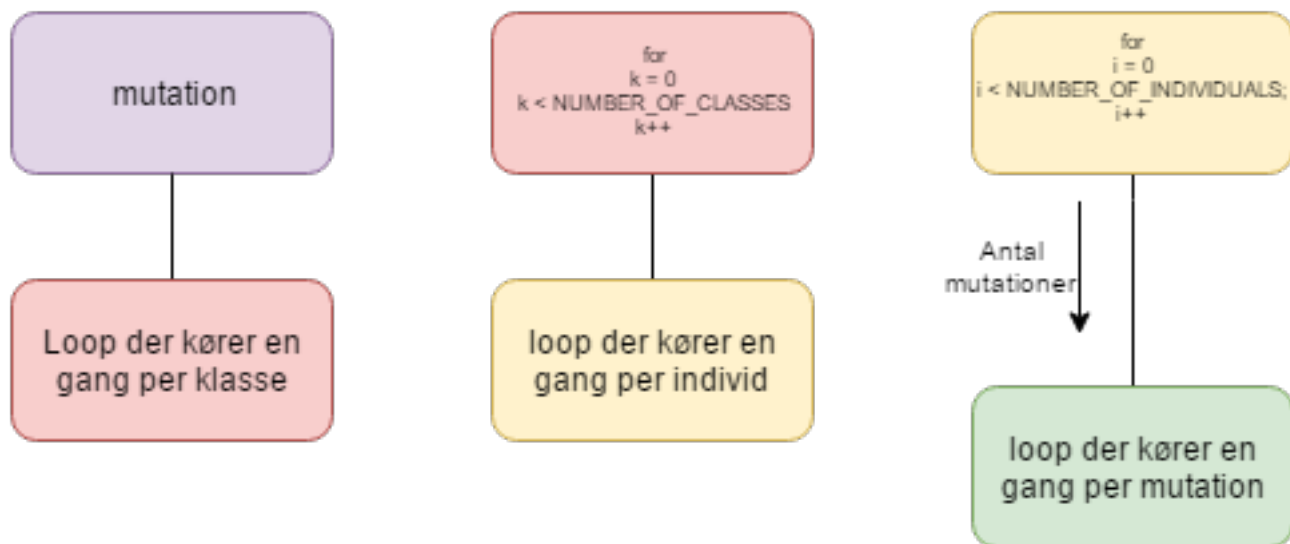 mutation
Loop der kører en
gang per klasse
for
k = 0
k < NUMBER_OF_CLASSES
k++
loop der kører en
gang per individ
for
i = 0
i < NUMBER_OF_INDIVIDUALS;
i++
Antal
mutationer
loop der kører en
gang per mutation